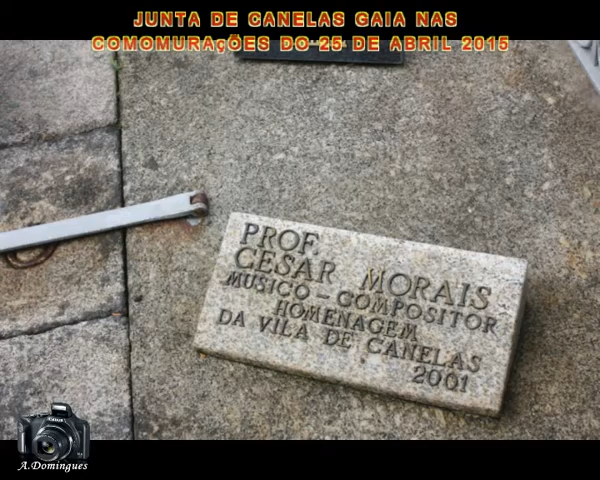 JUNTA DE CANELAS GAIA NAS
COMOMURAçÕES DO 25 DE ABRIL 2015
PROF.
CESAR MORAIS
MUSICO - COMPOSITOR
HOMENAGEM
DA VILA DE CANELAS
2001
A.Domingues